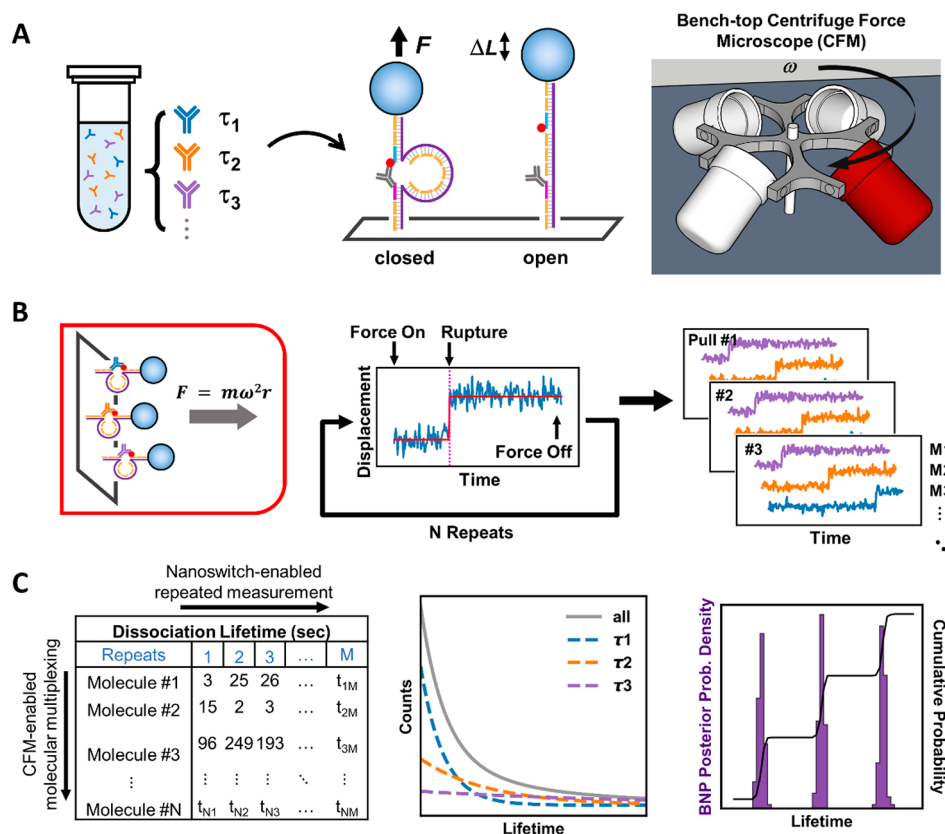 A
τ1
τ2
τ3
F
ΔL
closed
open
Bench-top Centrifuge Force
Microscope (CFM)
ω
B
F = mω²r
Force On
Rupture
Displacement
Force Off
Time
N Repeats
Pull #1
#2
#3
M1
M2
M3
Time
C
Nanoswitch-enabled
repeated measurement
CFM-enabled
molecular multiplexing
Dissociation Lifetime (sec)
Repeats 1 2 3 ... M
Molecule #1 3 25 26 ... t1M
Molecule #2 15 2 3 ... t2M
Molecule #3 96 249 193 ... t3M
⋮ ⋮ ⋮ ⋮ ⋱ ⋮
Molecule #N tN1 tN2 tN3 ... tNM
Counts
all
τ1
τ2
τ3
Lifetime
BNP Posterior Prob. Density
Cumulative Probability
Lifetime